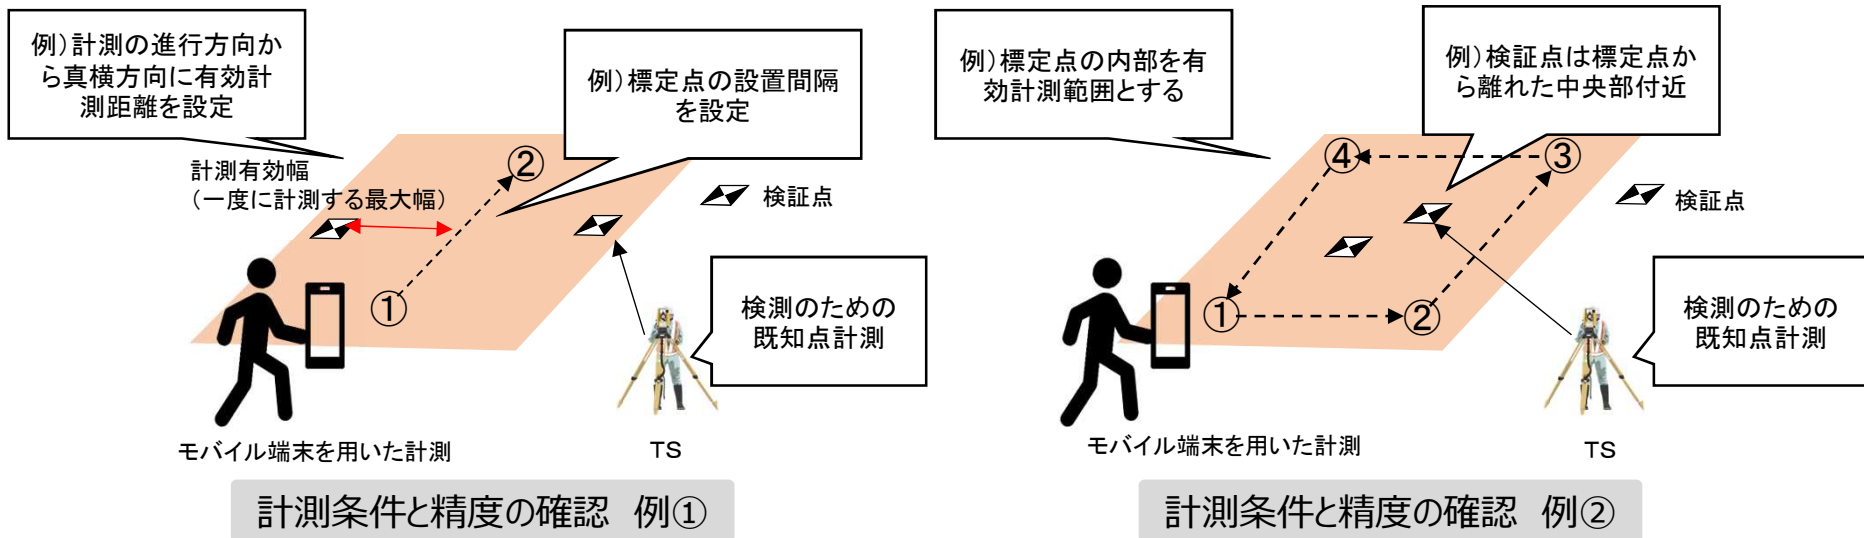 例）計測の進行方向か
ら真横方向に有効計
測距離を設定
例）標定点の設置間隔
を設定
計測有効幅
（一度に計測する最大幅）
②
①
検証点
検測のための
既知点計測
モバイル端末を用いた計測
TS
計測条件と精度の確認　例①
例）標定点の内部を有
効計測範囲とする
例）検証点は標定点か
ら離れた中央部付近
④
③
①
②
検証点
検測のための
既知点計測
モバイル端末を用いた計測
TS
計測条件と精度の確認　例②